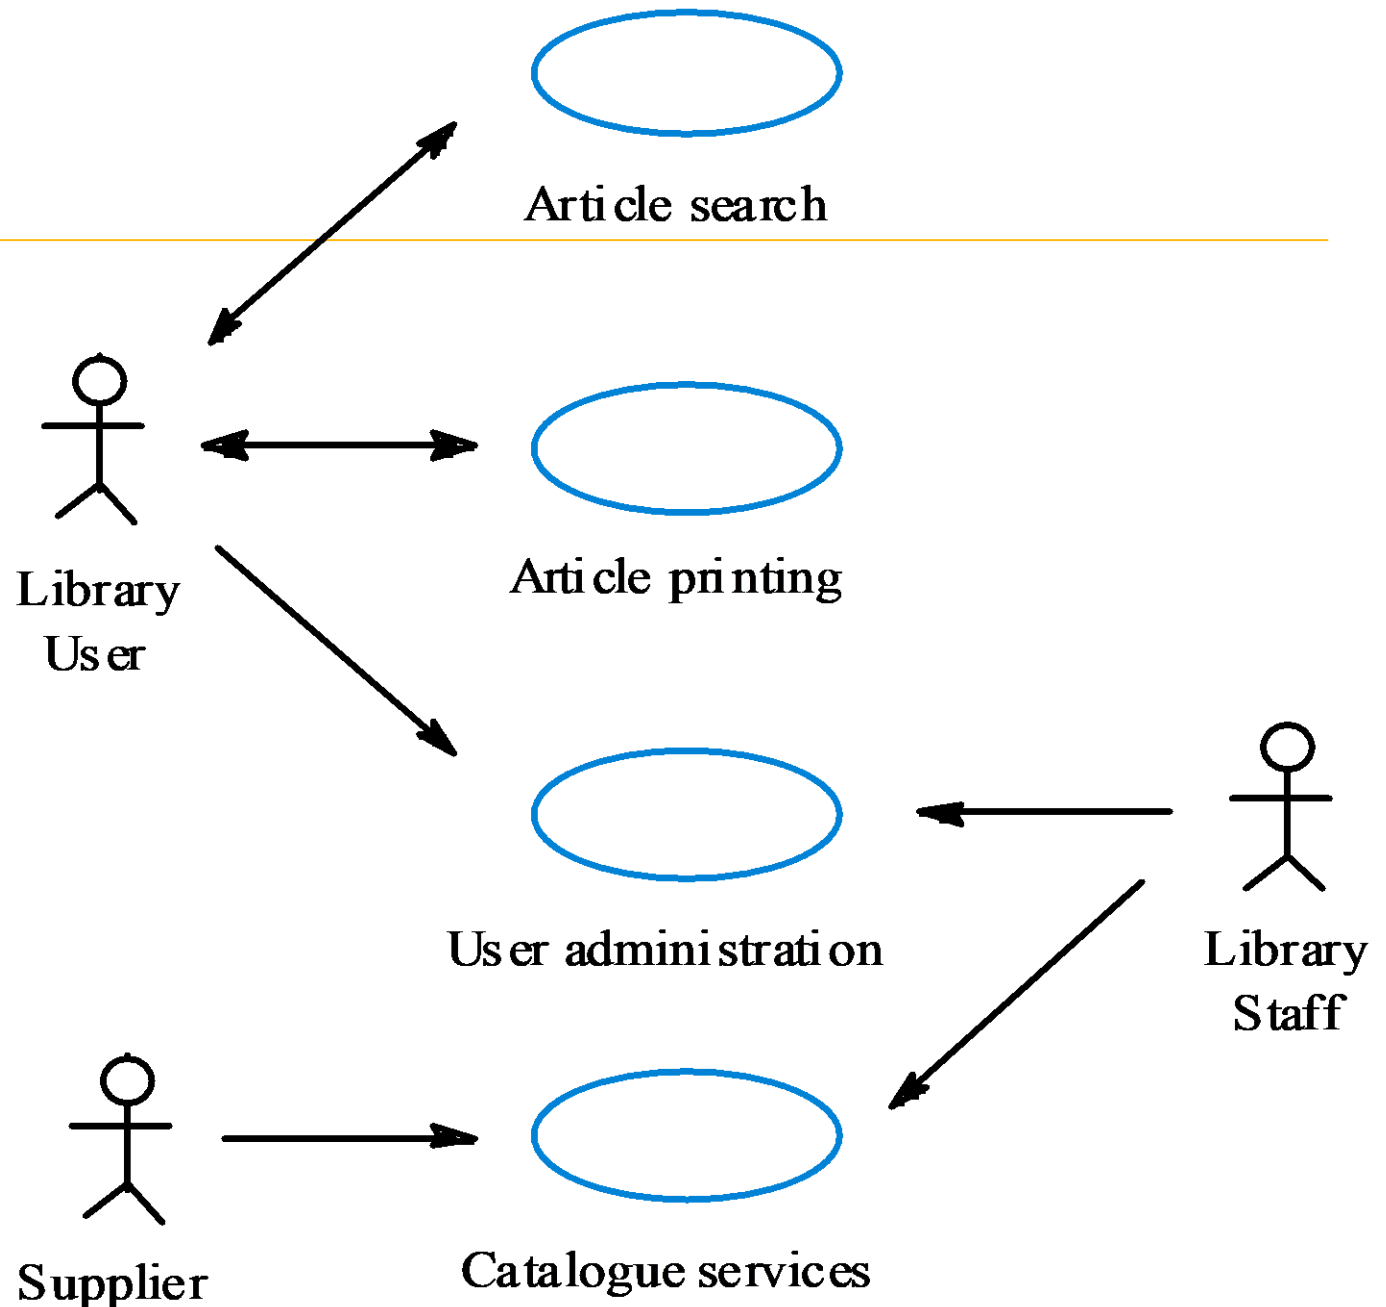 Article search
Article printing
Library
User
User administration
Library
Staff
Catalogue services
Supplier